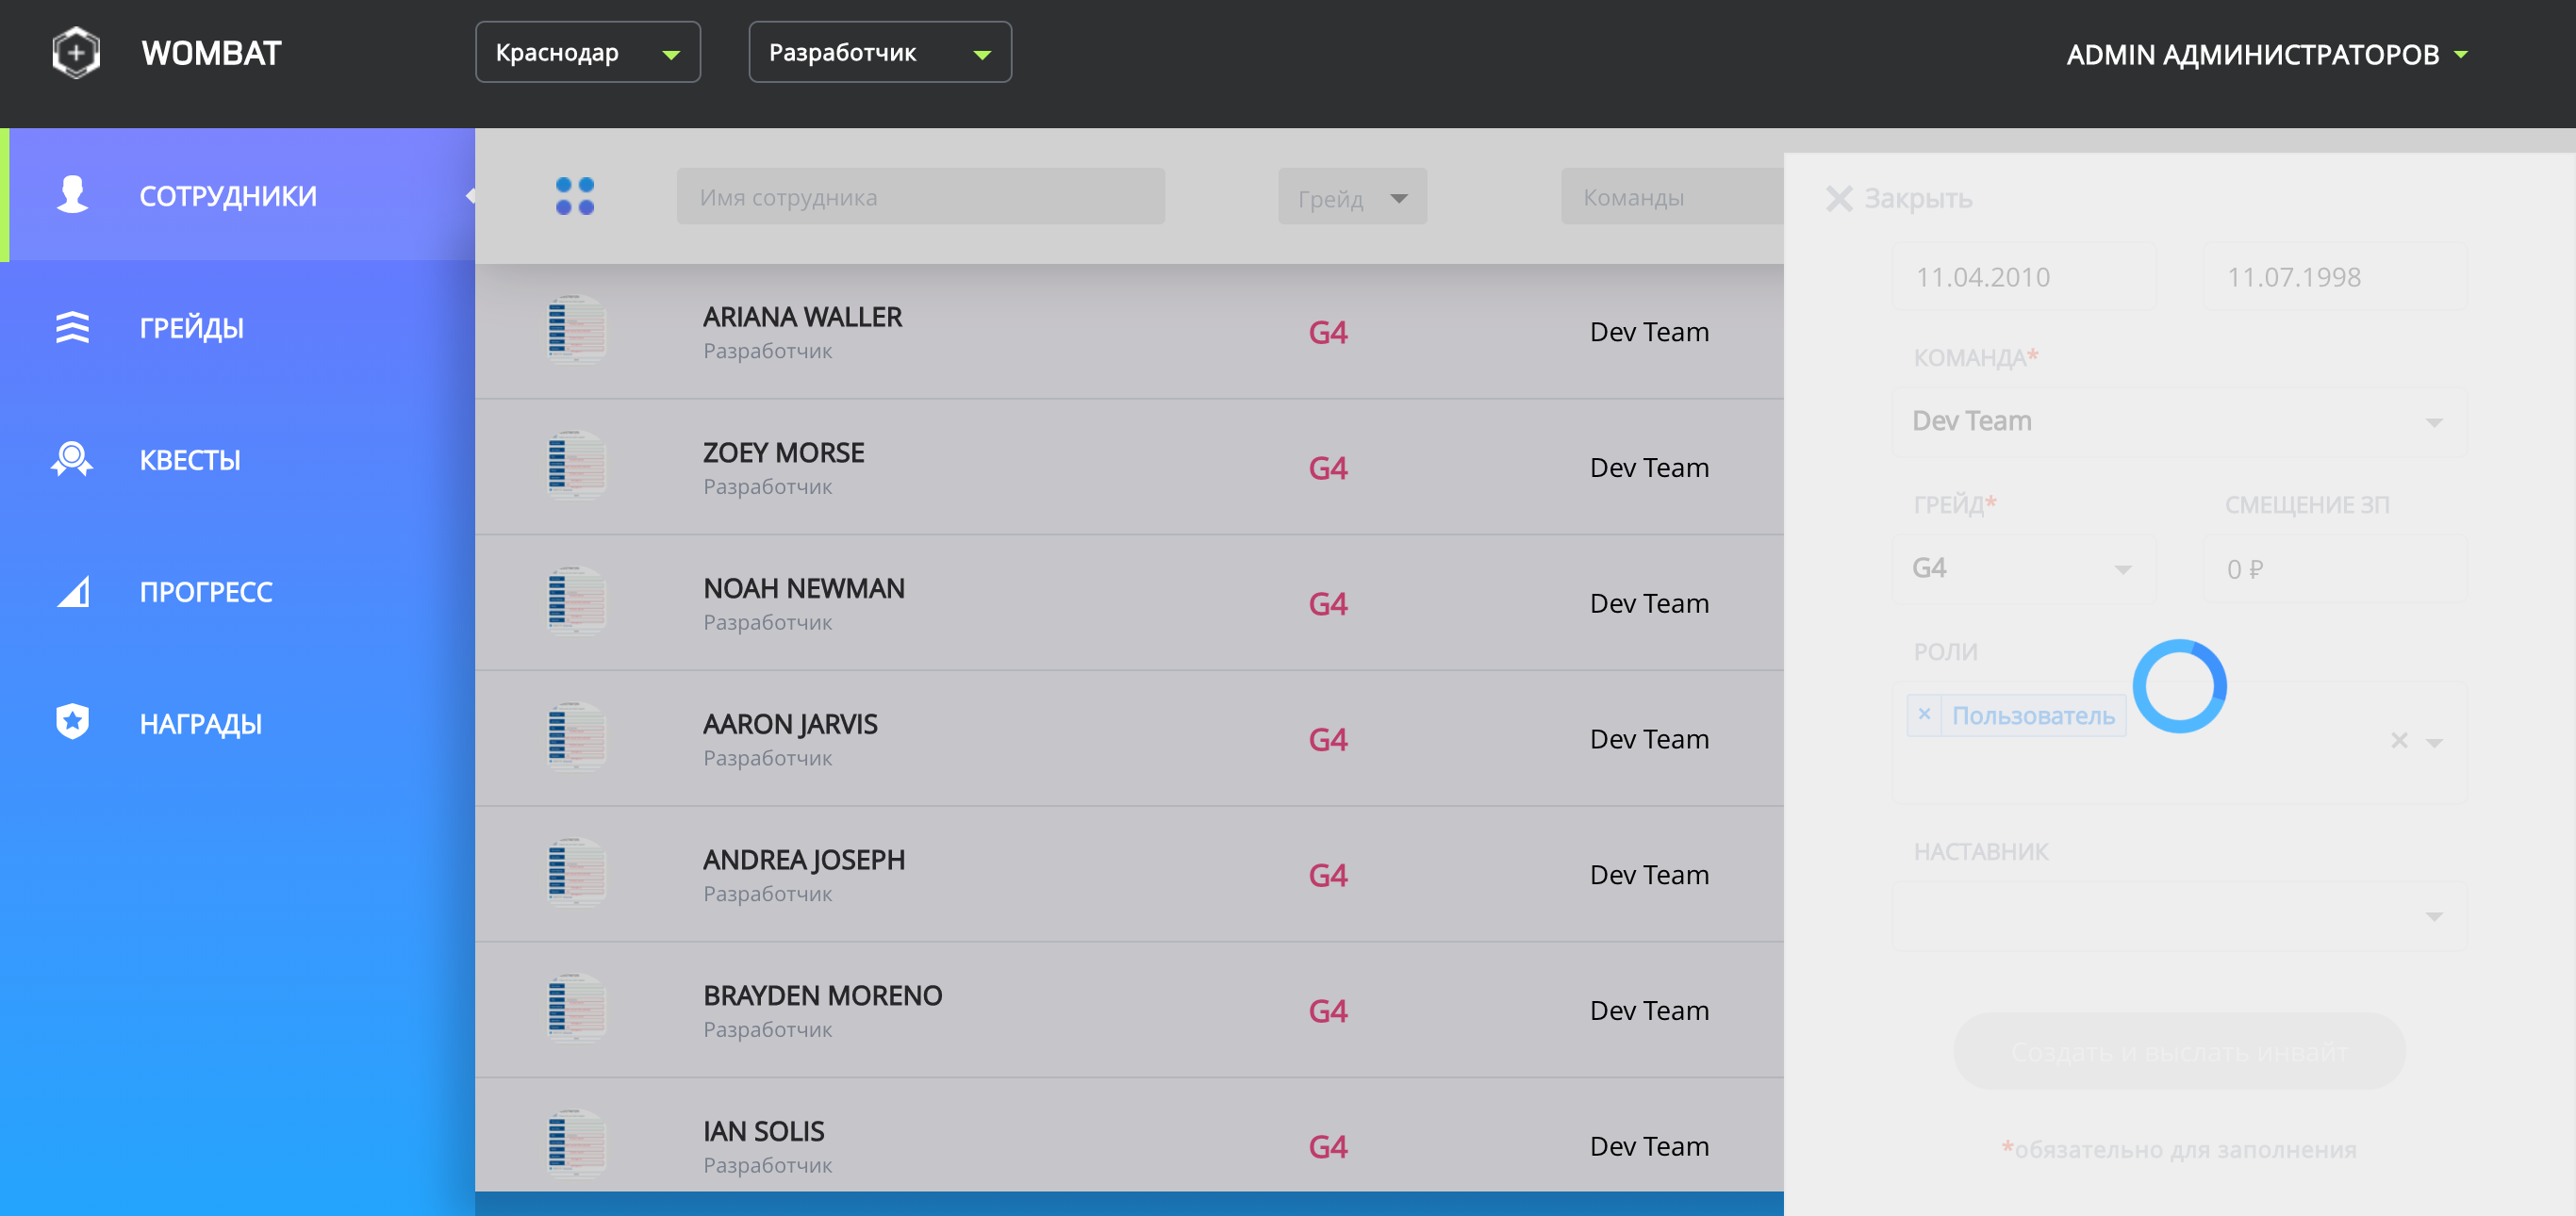 WOMBAT
Краснодар
Разработчик
ADMIN АДМИНИСТРАТОРОВ
СОТРУДНИКИ
ГРЕЙДЫ
КВЕСТЫ
ПРОГРЕСС
НАГРАДЫ
Имя сотрудника
Грейд
Команды
ARIANA WALLER
Разработчик
G4
Dev Team
ZOEY MORSE
Разработчик
G4
Dev Team
NOAH NEWMAN
Разработчик
G4
Dev Team
AARON JARVIS
Разработчик
G4
Dev Team
ANDREA JOSEPH
Разработчик
G4
Dev Team
BRAYDEN MORENO
Разработчик
G4
Dev Team
IAN SOLIS
Разработчик
G4
Dev Team
Закрыть
11.04.2010
11.07.1998
КОМАНДА*
Dev Team
ГРЕЙД*
СМЕЩЕНИЕ ЗП
G4
0 ₽
РОЛИ
× Пользователь
НАСТАВНИК
Создать и выслать инвайт
*обязательно для заполнения